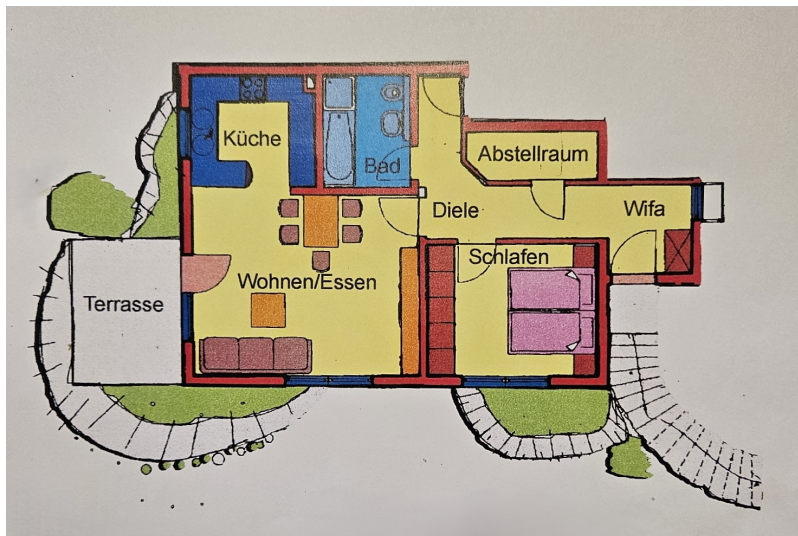 Küche
Bad
Abstellraum
Diele
Wifa
Schlafen
Wohnen/Essen
Terrasse